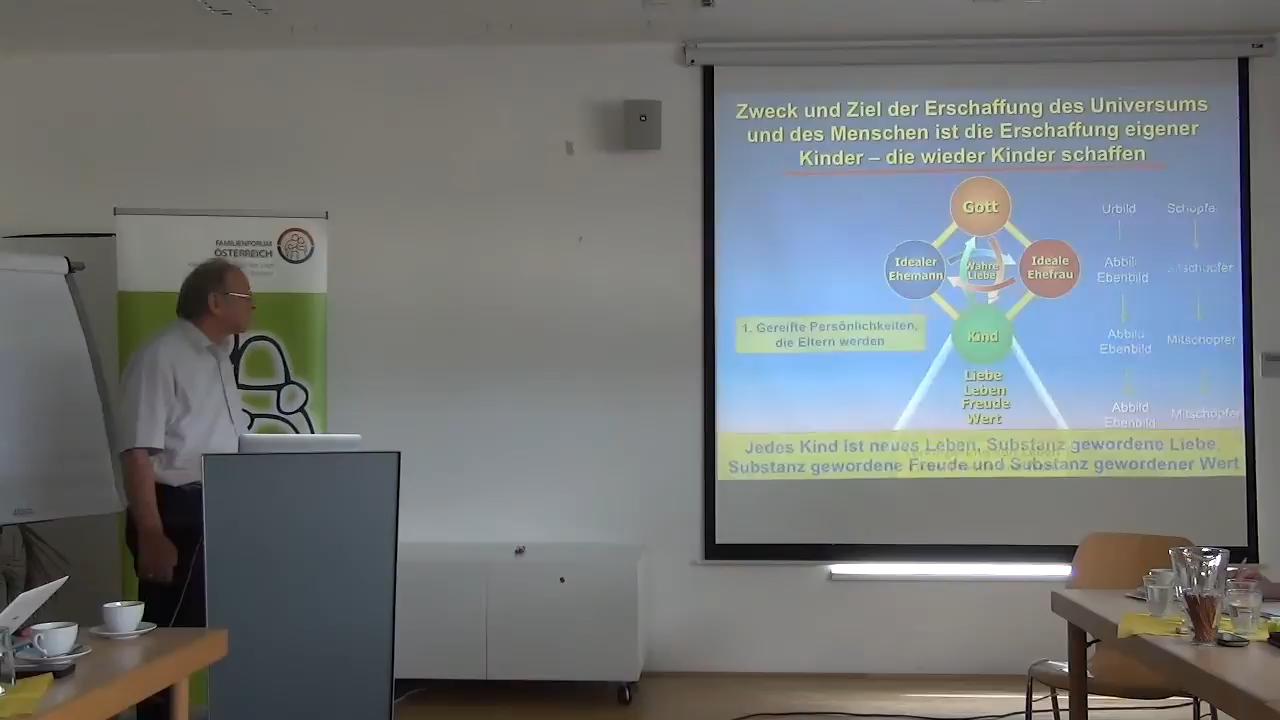 Zweck und Ziel der Erschaffung des Universums
und des Menschen ist die Erschaffung eigener
Kinder – die wieder Kinder schaffen
Gott
Urbild
Idealer
Ehemann
Wahre
Liebe
Ideale
Ehefrau
Ebenbild
1. Gereifte Persönlichkeiten,
die Eltern werden
Kind
Abbild
Ebenbild
Mitschöpfer
Liebe
Leben
Freude
Wert
Abbild
Ebenbild
Mitschöpfer
Jedes Kind ist neues Leben, Substanz gewordene Liebe,
Substanz gewordene Freude und Substanz gewordener Wert
FAMILIENFORUM
ÖSTERREICH